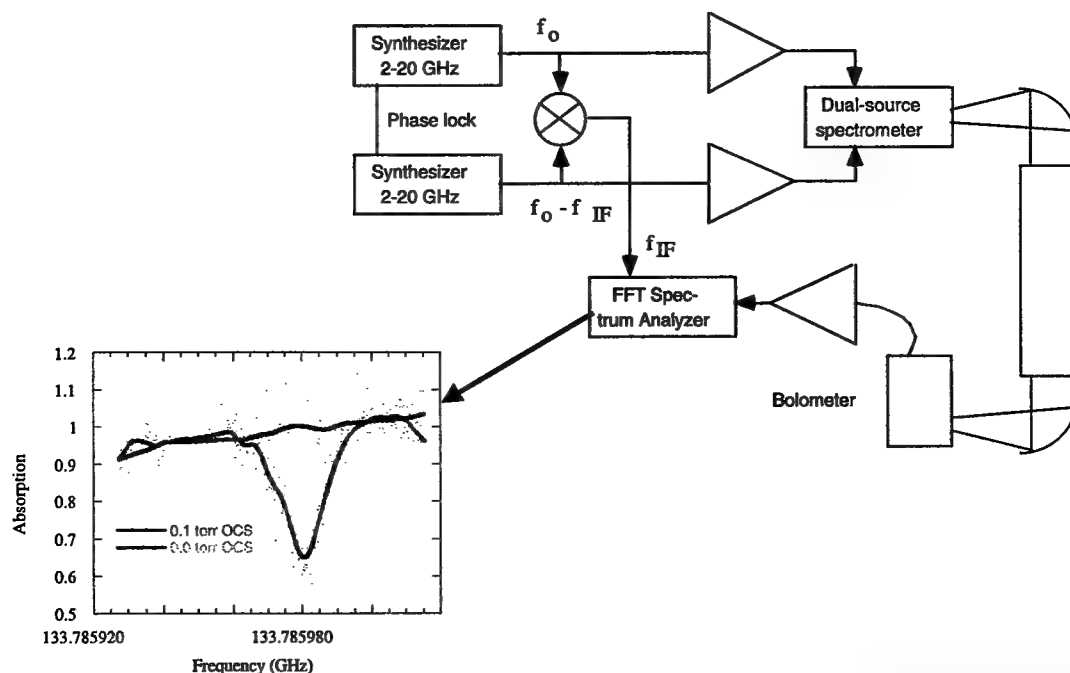 Synthesizer
2-20 GHz
f o
Phase lock
Synthesizer
2-20 GHz
f o - f IF
f IF
Dual-source
spectrometer
FFT Spec-
trum Analyzer
Bolometer
1.2
1.1
1
0.9
0.8
0.7
0.6
0.5
Absorption
0.1 torr OCS
0.0 torr OCS
133.785920
133.785980
Frequency (GHz)